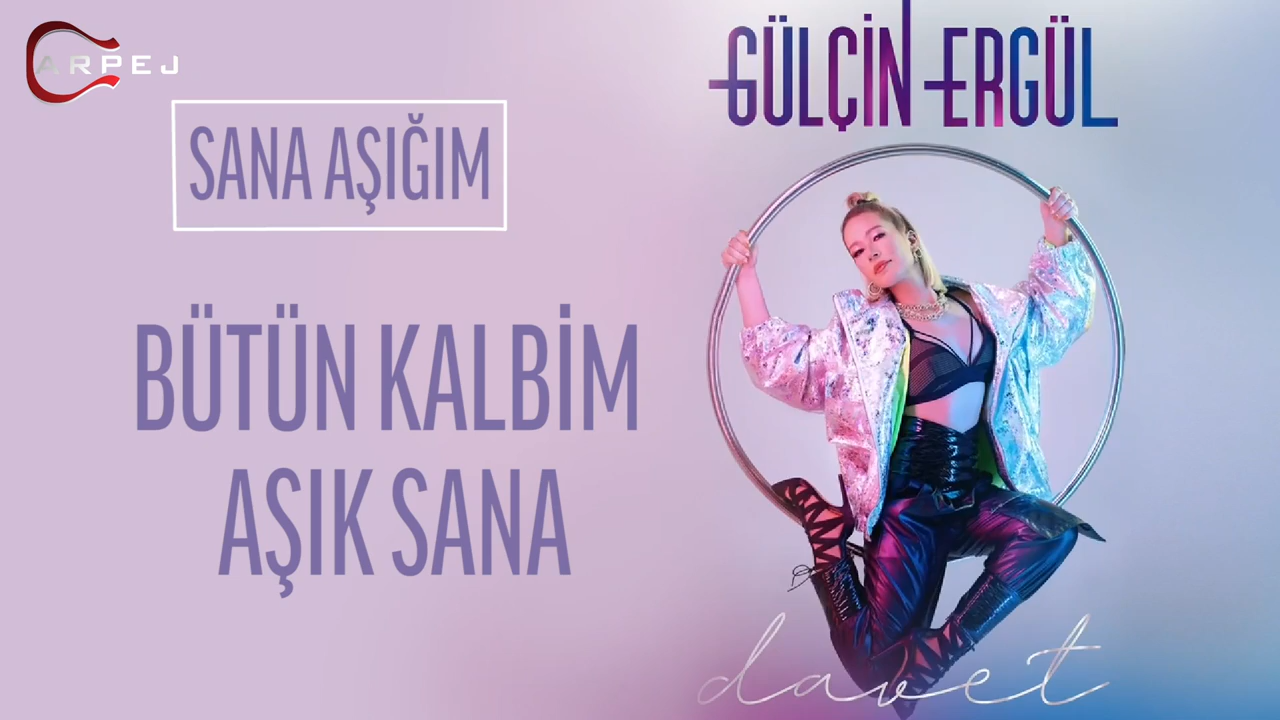 ARPEJ
SANA AŞIĞIM
BÜTÜN KALBİM
AŞIK SANA
GÜLÇİN ERGÜL
davet